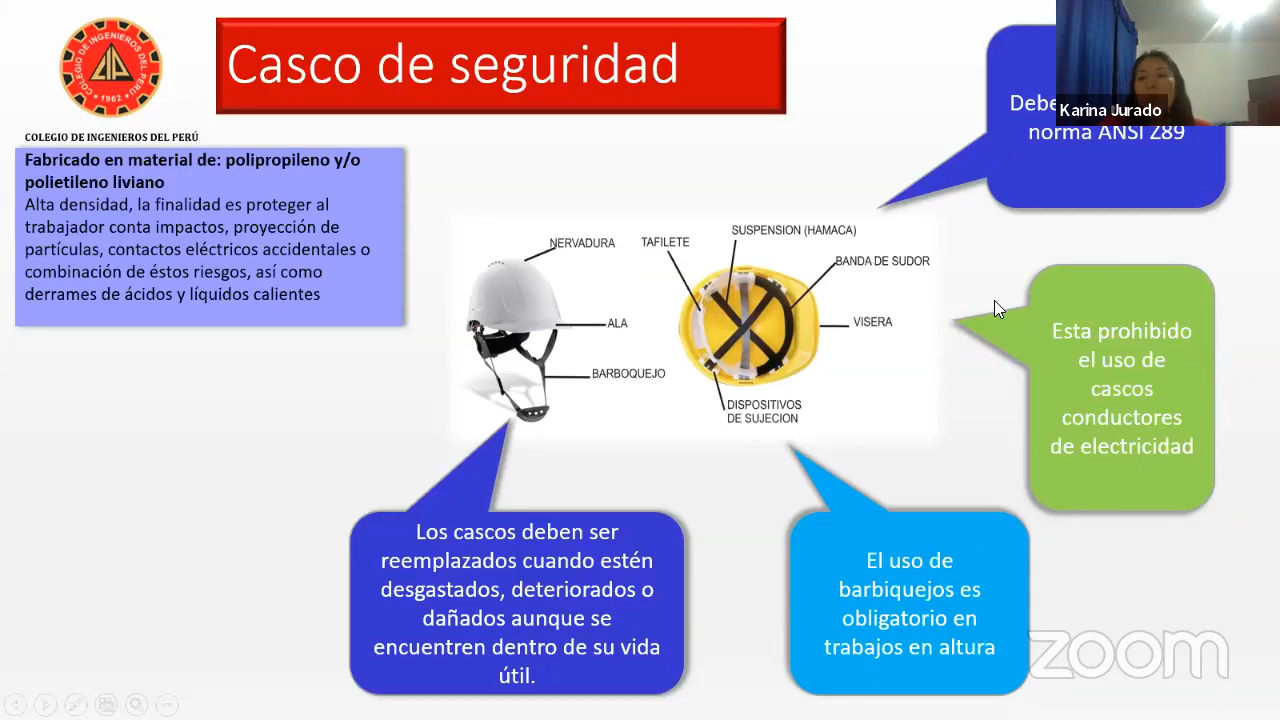 COLEGIO DE INGENIEROS DEL PERÚ
1962
Casco de seguridad
COLEGIO DE INGENIEROS DEL PERÚ
Fabricado en material de: polipropileno y/o
polietileno liviano
Alta densidad, la finalidad es proteger al
trabajador conta impactos, proyección de
partículas, contactos eléctricos accidentales o
combinación de éstos riesgos, así como
derrames de ácidos y líquidos calientes
Karina Jurado
norma ANSI Z89
NERVADURA
ALA
BARBOQUEJO
TAFILETE
SUSPENSION (HAMACA)
BANDA DE SUDOR
VISERA
DISPOSITIVOS
DE SUJECION
Esta prohibido
el uso de
cascos
conductores
de electricidad
Los cascos deben ser
reemplazados cuando estén
desgastados, deteriorados o
dañados aunque se
encuentren dentro de su vida
útil.
El uso de
barbiquejos es
obligatorio en
trabajos en altura
zoom